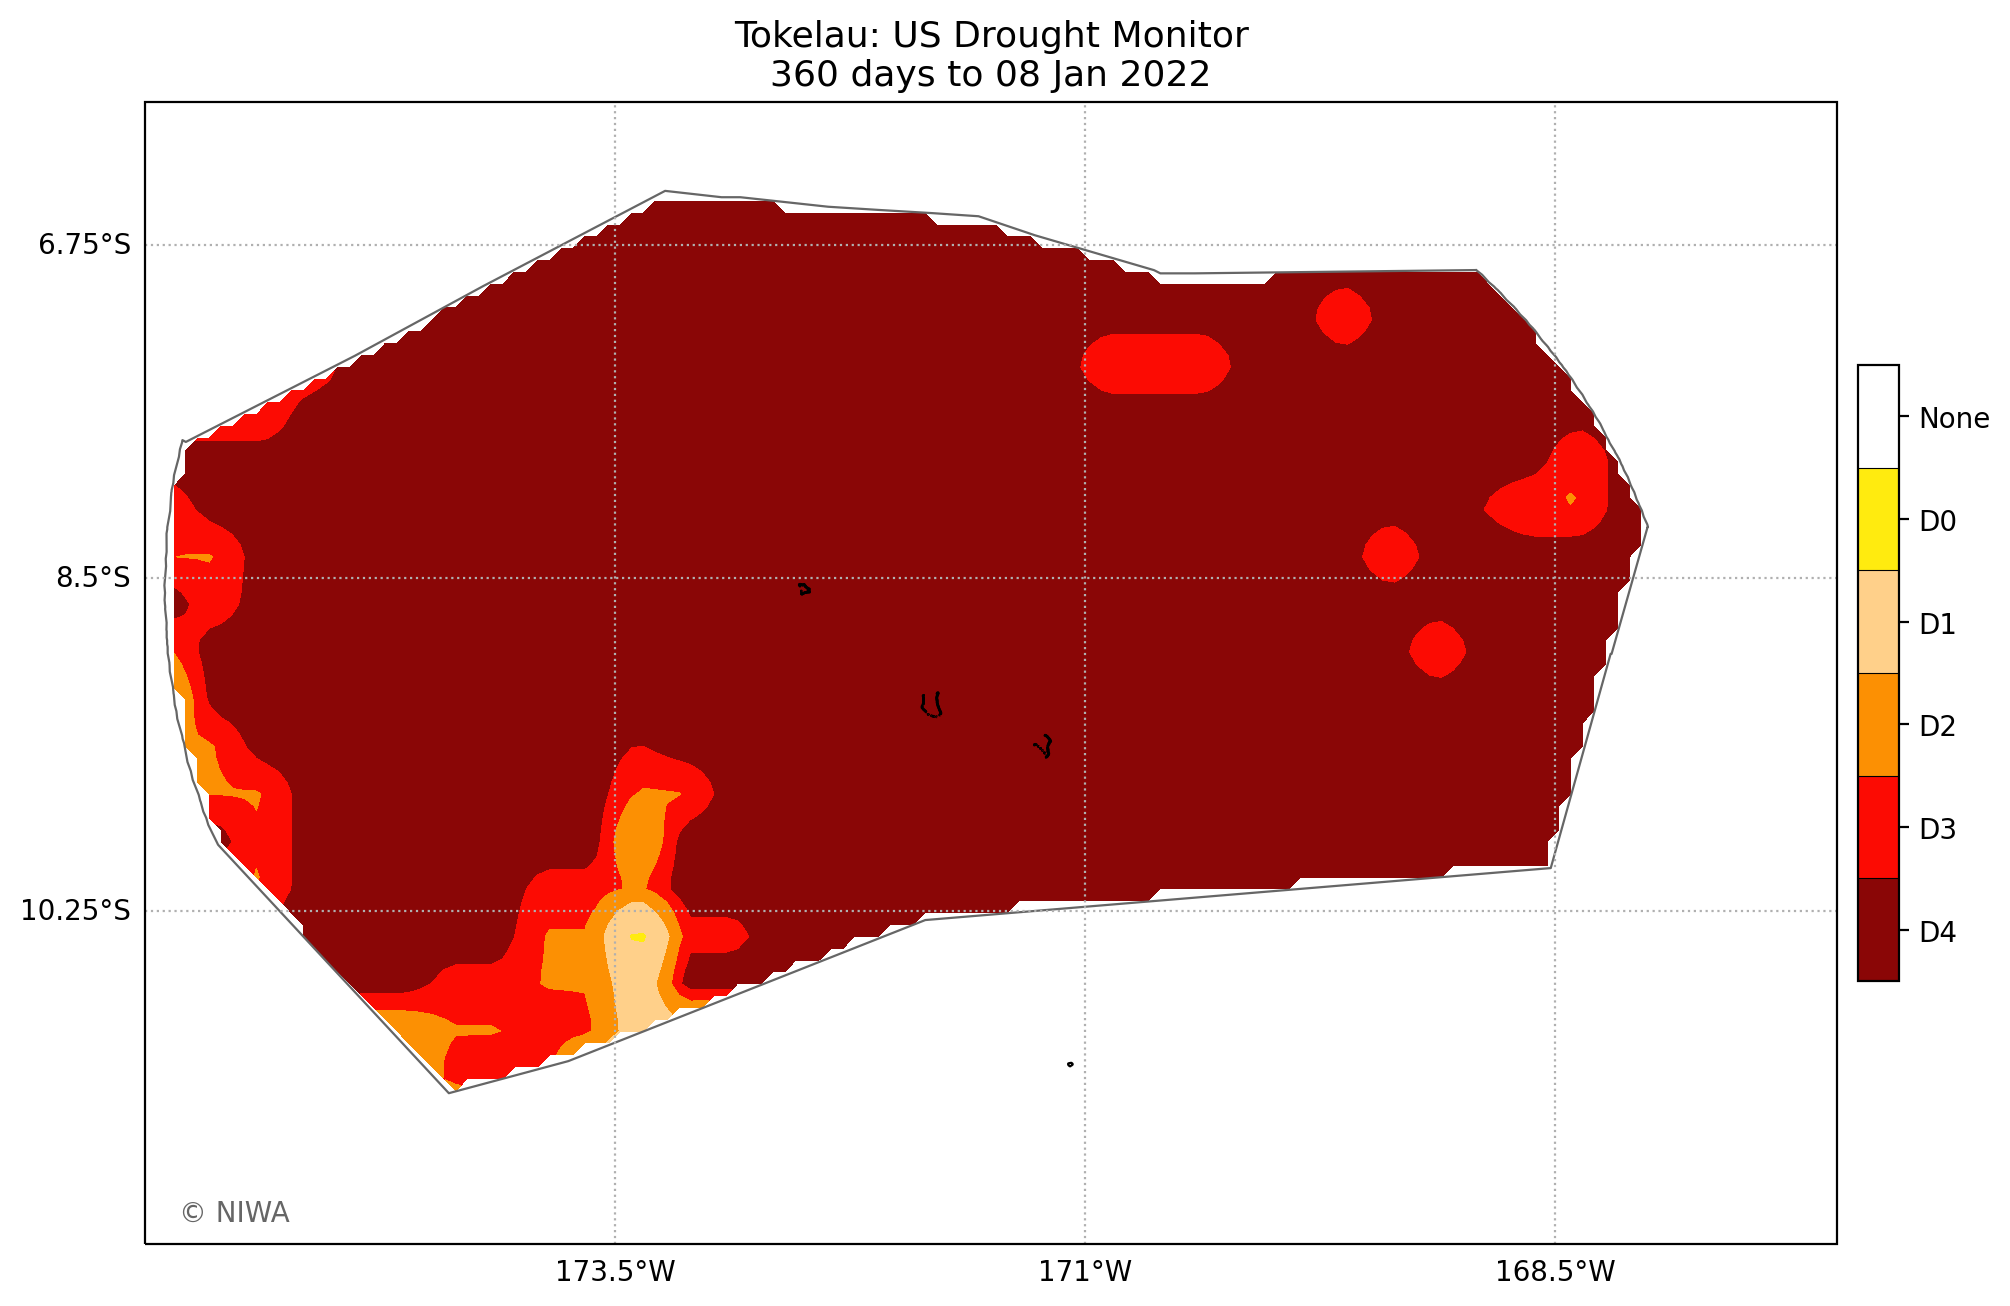 Tokelau: US Drought Monitor
360 days to 08 Jan 2022
6.75°S
8.5°S
10.25°S
173.5°W
171°W
168.5°W
None
D0
D1
D2
D3
D4
© NIWA